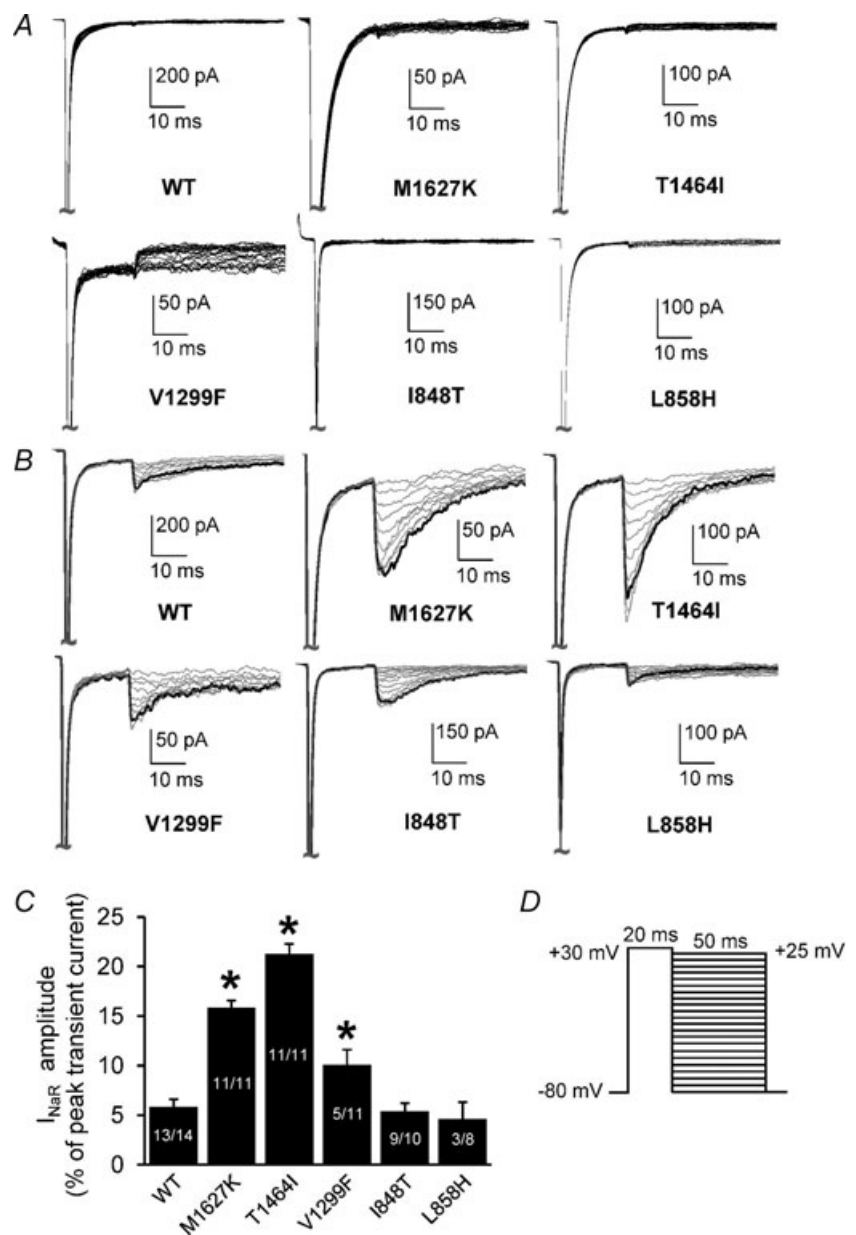 A
200 pA
10 ms
WT
50 pA
10 ms
M1627K
100 pA
10 ms
T1464I
50 pA
10 ms
V1299F
150 pA
10 ms
I848T
100 pA
10 ms
L858H
B
200 pA
10 ms
WT
50 pA
10 ms
M1627K
100 pA
10 ms
T1464I
50 pA
10 ms
V1299F
150 pA
10 ms
I848T
100 pA
10 ms
L858H
C
INaR amplitude
(% of peak transient current)
25
20
15
10
5
0
*
*
*
13/14
11/11
11/11
5/11
9/10
3/8
WT
M1627K
T1464I
V1299F
I848T
L858H
D
20 ms
50 ms
+30 mV
+25 mV
-80 mV